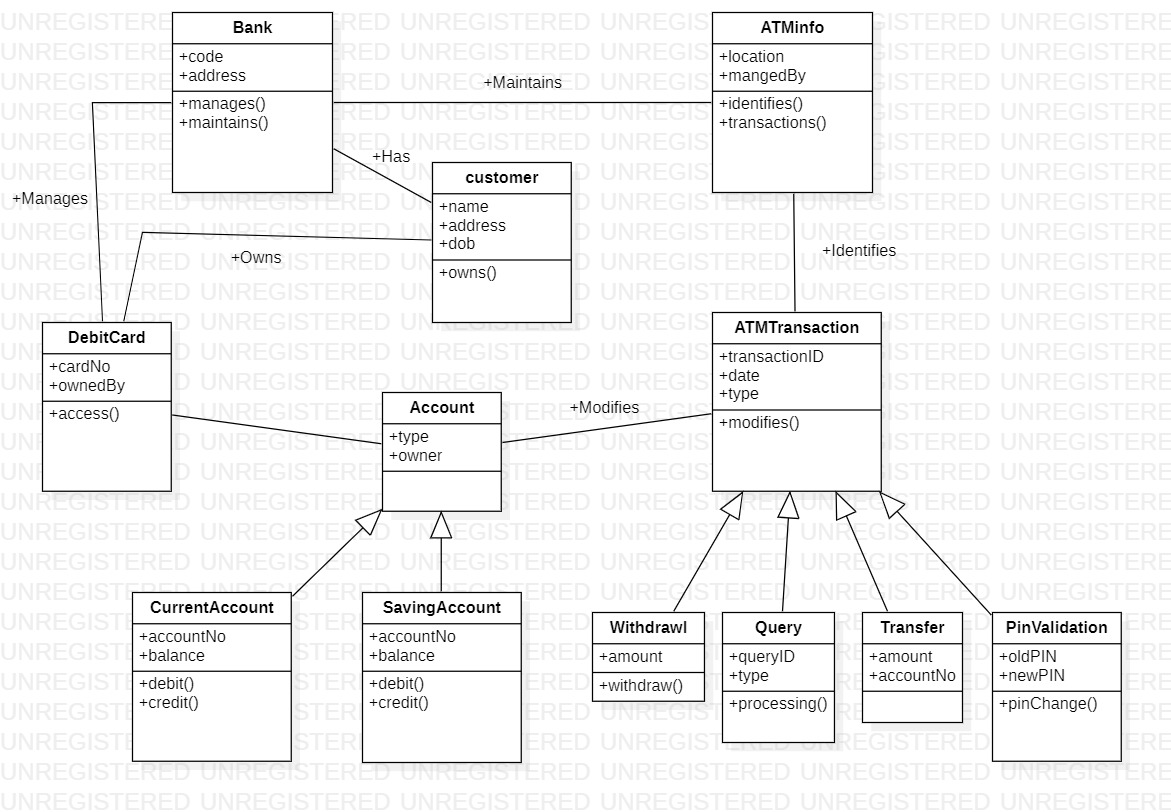 Bank
+code
+address
+manages()
+maintains()
+Maintains
ATMinfo
+location
+mangedBy
+identifies()
+transactions()
+Has
customer
+name
+address
+dob
+owns()
+Manages
+Owns
+Identifies
DebitCard
+cardNo
+ownedBy
+access()
Account
+type
+owner
+Modifies
ATMTransaction
+transactionID
+date
+type
+modifies()
CurrentAccount
+accountNo
+balance
+debit()
+credit()
SavingAccount
+accountNo
+balance
+debit()
+credit()
Withdrawl
+amount
+withdraw()
Query
+queryID
+type
+processing()
Transfer
+amount
+accountNo
PinValidation
+oldPIN
+newPIN
+pinChange()
UNREGISTERED